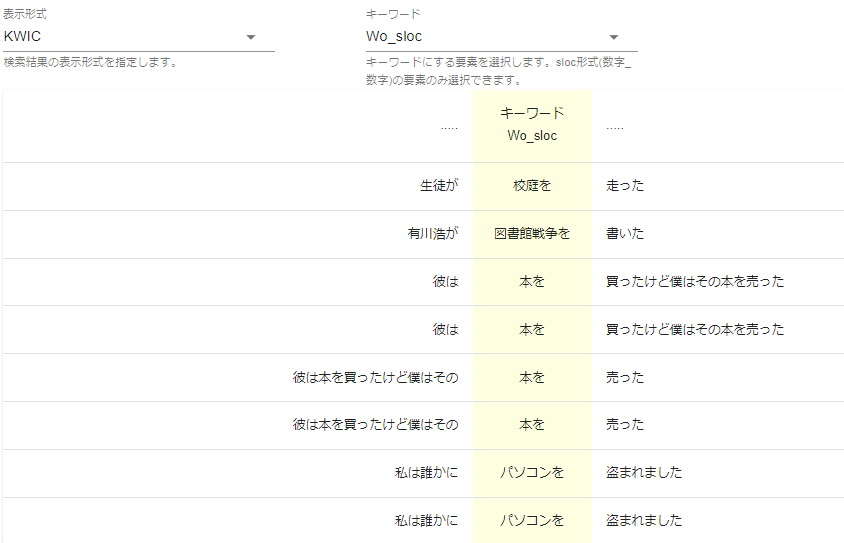 表示形式
キーワード
KWIC
Wo_sloc
検索結果の表示形式を指定します。
キーワードにする要素を選択します。sloc形式(数字_
数字)の要素のみ選択できます。
..... キーワード Wo_sloc .....
生徒が 校庭を 走った
有川浩が 図書館戦争を 書いた
彼は 本を 買ったけど僕はその本を売った
彼は 本を 買ったけど僕はその本を売った
彼は本を買ったけど僕はその 本を 売った
彼は本を買ったけど僕はその 本を 売った
私は誰かに パソコンを 盗まれました
私は誰かに パソコンを 盗まれました